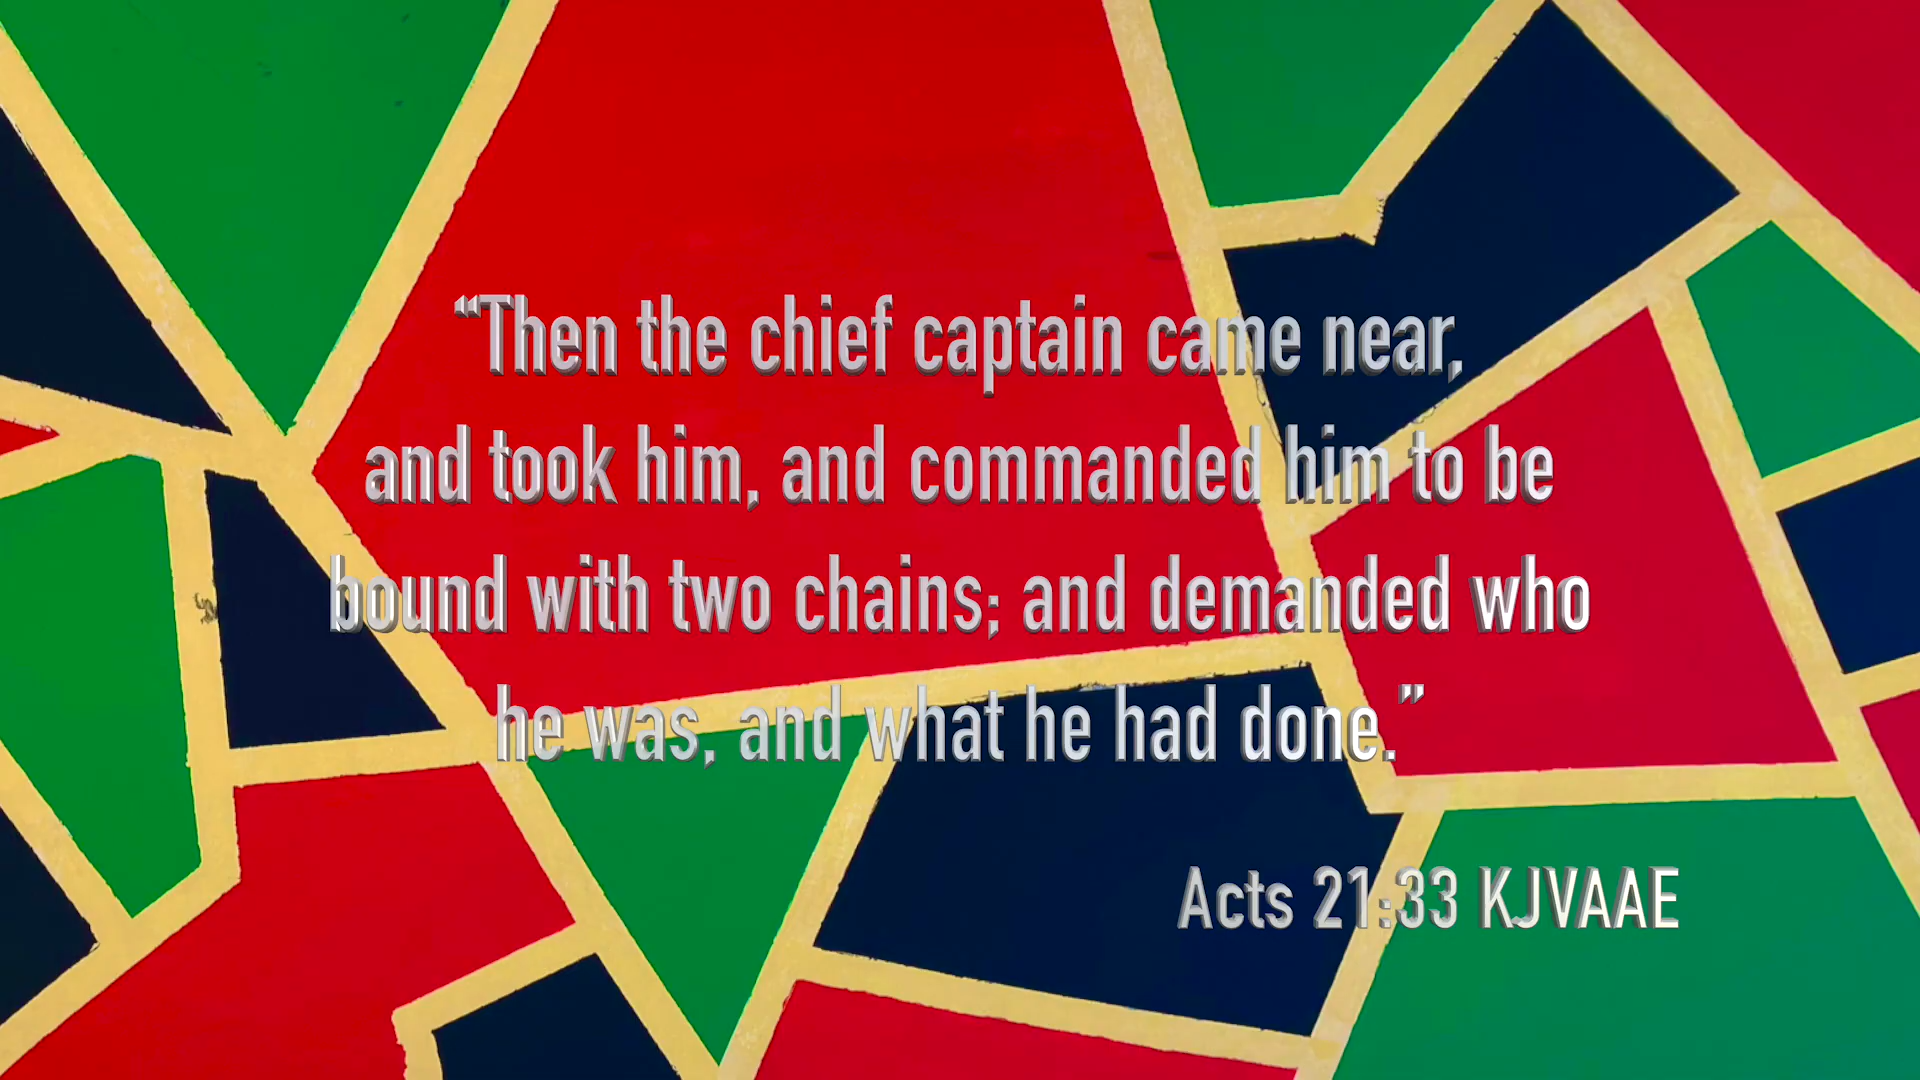 “Then the chief captain came near,
and took him, and commanded him to be
bound with two chains; and demanded who
he was, and what he had done.”
Acts 21:33 KJVAAE